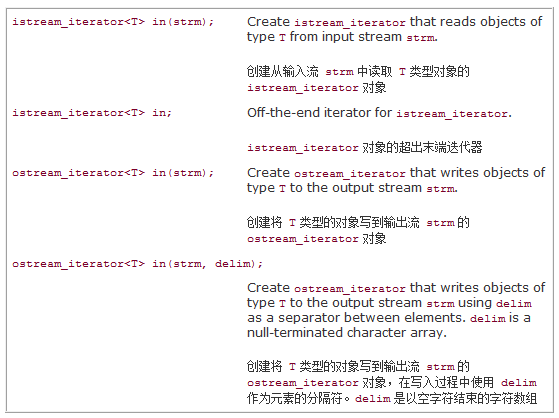 istream_iterator<T> in(strm); Create istream_iterator that reads objects of
type T from input stream strm.
创建从输入流 strm 中读取 T 类型对象的
istream_iterator 对象
istream_iterator<T> in; Off-the-end iterator for istream_iterator.
istream_iterator 对象的超出末端迭代器
ostream_iterator<T> in(strm); Create ostream_iterator that writes objects of
type T to the output stream strm.
创建将 T 类型的对象写到输出流 strm 的
ostream_iterator 对象
ostream_iterator<T> in(strm, delim);
Create ostream_iterator that writes objects of
type T to the output stream strm using delim
as a separator between elements. delim is a
null-terminated character array.
创建将 T 类型的对象写到输出流 strm 的
ostream_iterator 对象，在写入过程中使用 delim
作为元素的分隔符。delim 是以空字符结束的字符数组